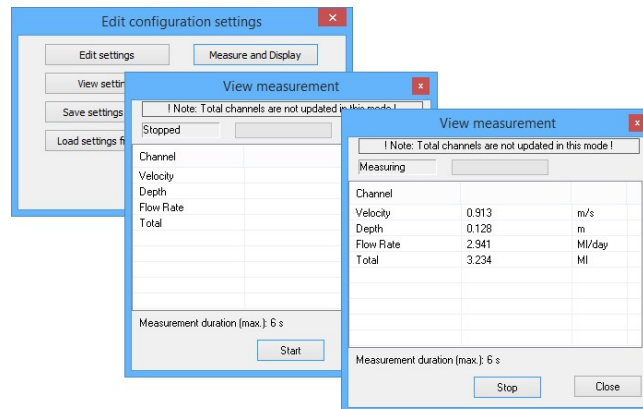 Edit configuration settings
Edit settings
Measure and Display
View settin
Save settings
Load settings fi
View measurement
! Note: Total channels are not updated in this mode !
Stopped
Channel
Velocity
Depth
Flow Rate
Total
Measurement duration (max.): 6 s
Start
View measurement
! Note: Total channels are not updated in this mode !
Measuring
Channel
Velocity 0.913 m/s
Depth 0.128 m
Flow Rate 2.941 Ml/day
Total 3.234 Ml
Measurement duration (max.): 6 s
Stop Close